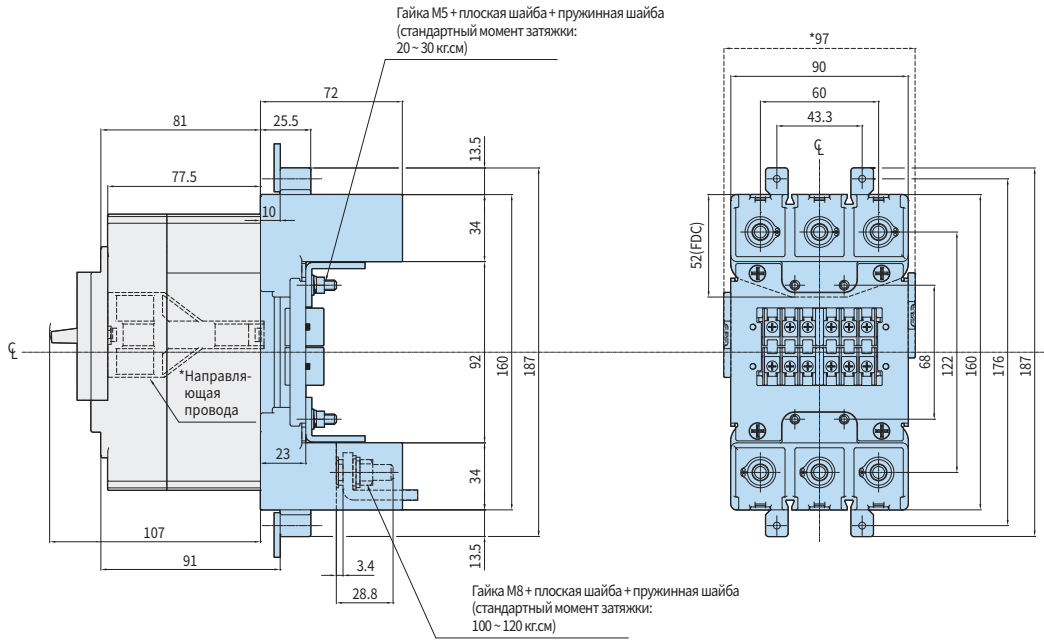 Гайка М5 + плоская шайба + пружинная шайба
(стандартный момент затяжки:
20 ~ 30 кг.см)
72
81
25.5
13.5
77.5
10
34
92
160
187
℄
*Направля-
ющая
провода
23
34
107
91
3.4
28.8
13.5
Гайка М8 + плоская шайба + пружинная шайба
(стандартный момент затяжки:
100 ~ 120 кг.см)
*97
90
60
43.3
℄
52(FDC)
68
122
160
176
187